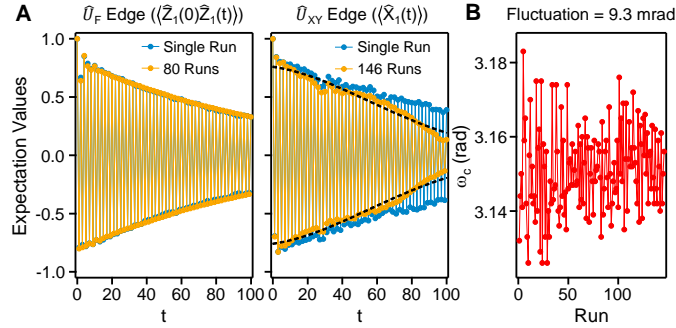 A
Û_F Edge (⟨Ẑ_1(0)Ẑ_1(t)⟩)
Single Run
80 Runs
Expectation Values
1.0
0.5
0.0
-0.5
-1.0
0 20 40 60 80 100
t
Û_XY Edge (⟨X̂_1(t)⟩)
Single Run
146 Runs
0 20 40 60 80 100
t
B
Fluctuation = 9.3 mrad
ω_c (rad)
3.18
3.16
3.14
0 50 100
Run